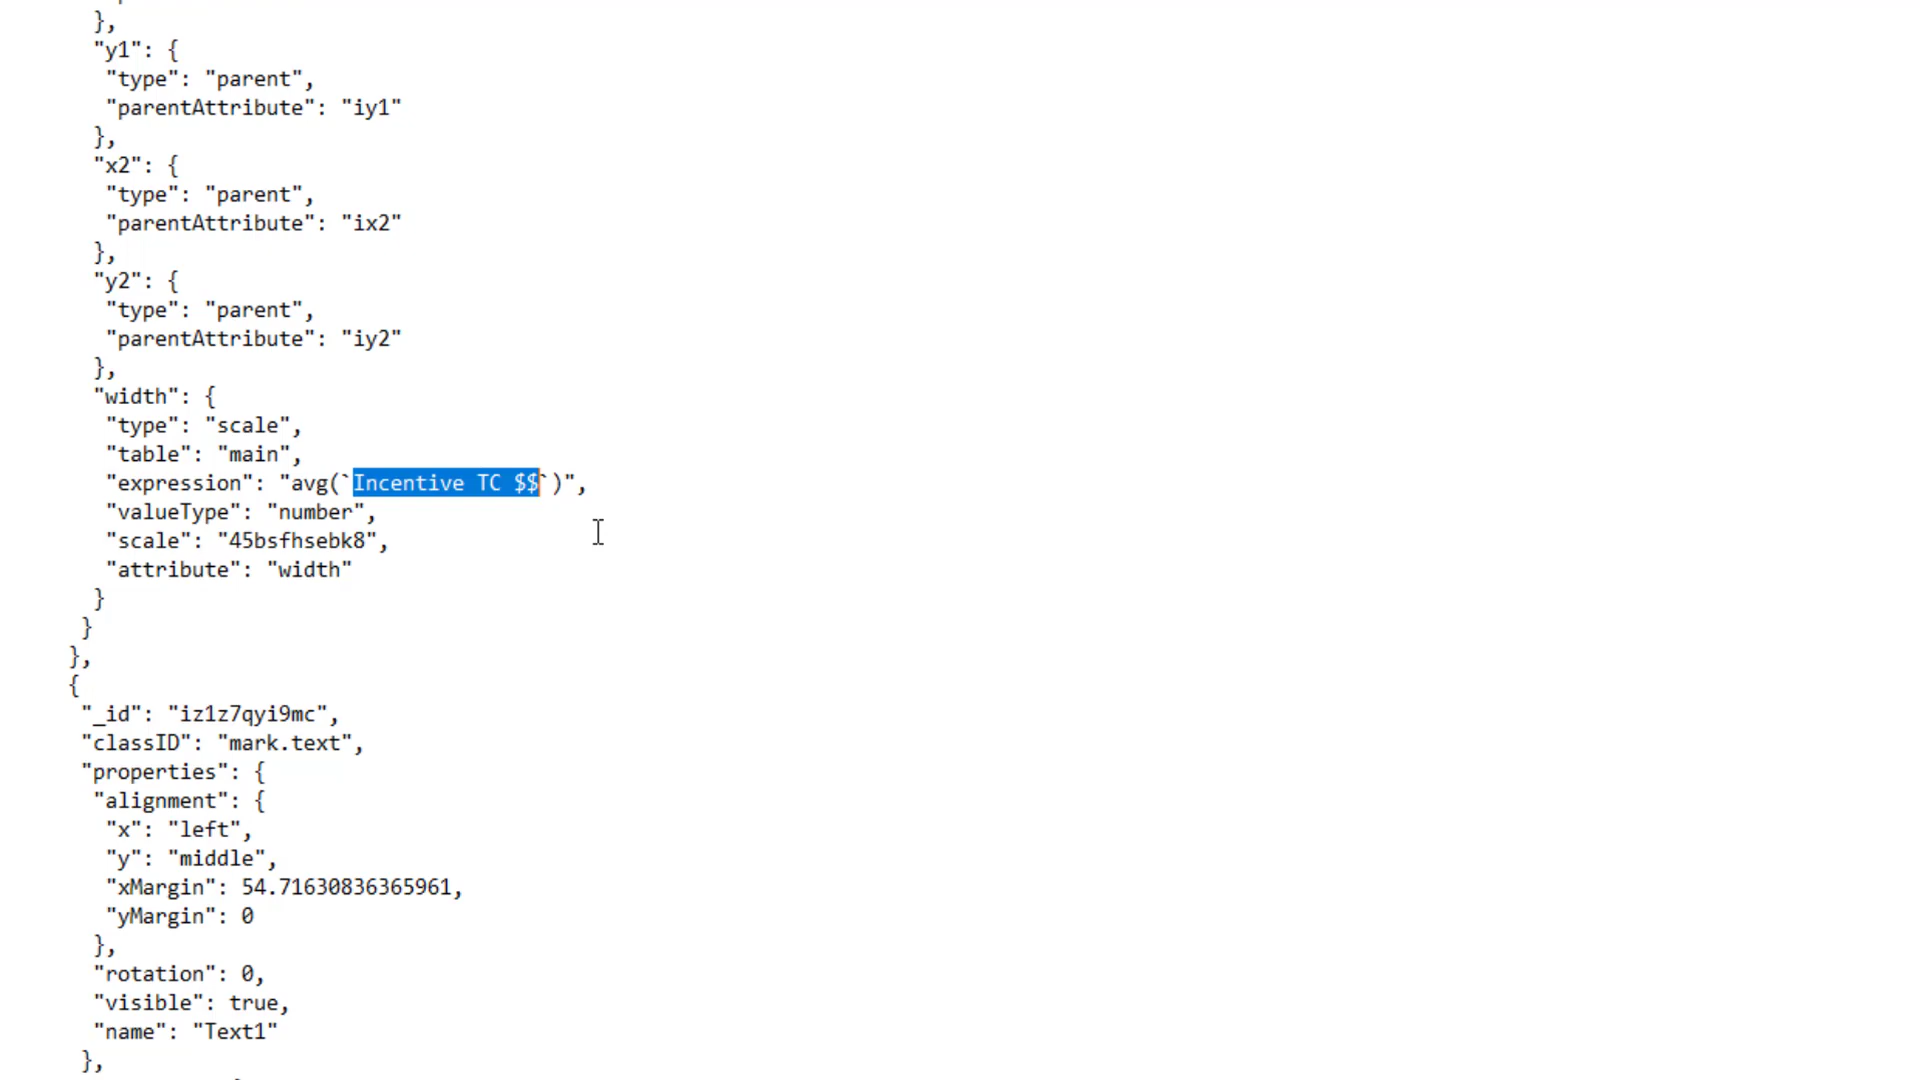 },
"y1": {
"type": "parent",
"parentAttribute": "iy1"
},
"x2": {
"type": "parent",
"parentAttribute": "ix2"
},
"y2": {
"type": "parent",
"parentAttribute": "iy2"
},
"width": {
"type": "scale",
"table": "main",
"expression": "avg(`Incentive TC $$`)",
"valueType": "number",
"scale": "45bsfhsebk8",
"attribute": "width"
}
}
},
{
"_id": "iz1z7qyi9mc",
"classID": "mark.text",
"properties": {
"alignment": {
"x": "left",
"y": "middle",
"xMargin": 54.71630836365961,
"yMargin": 0
},
"rotation": 0,
"visible": true,
"name": "Text1"
},